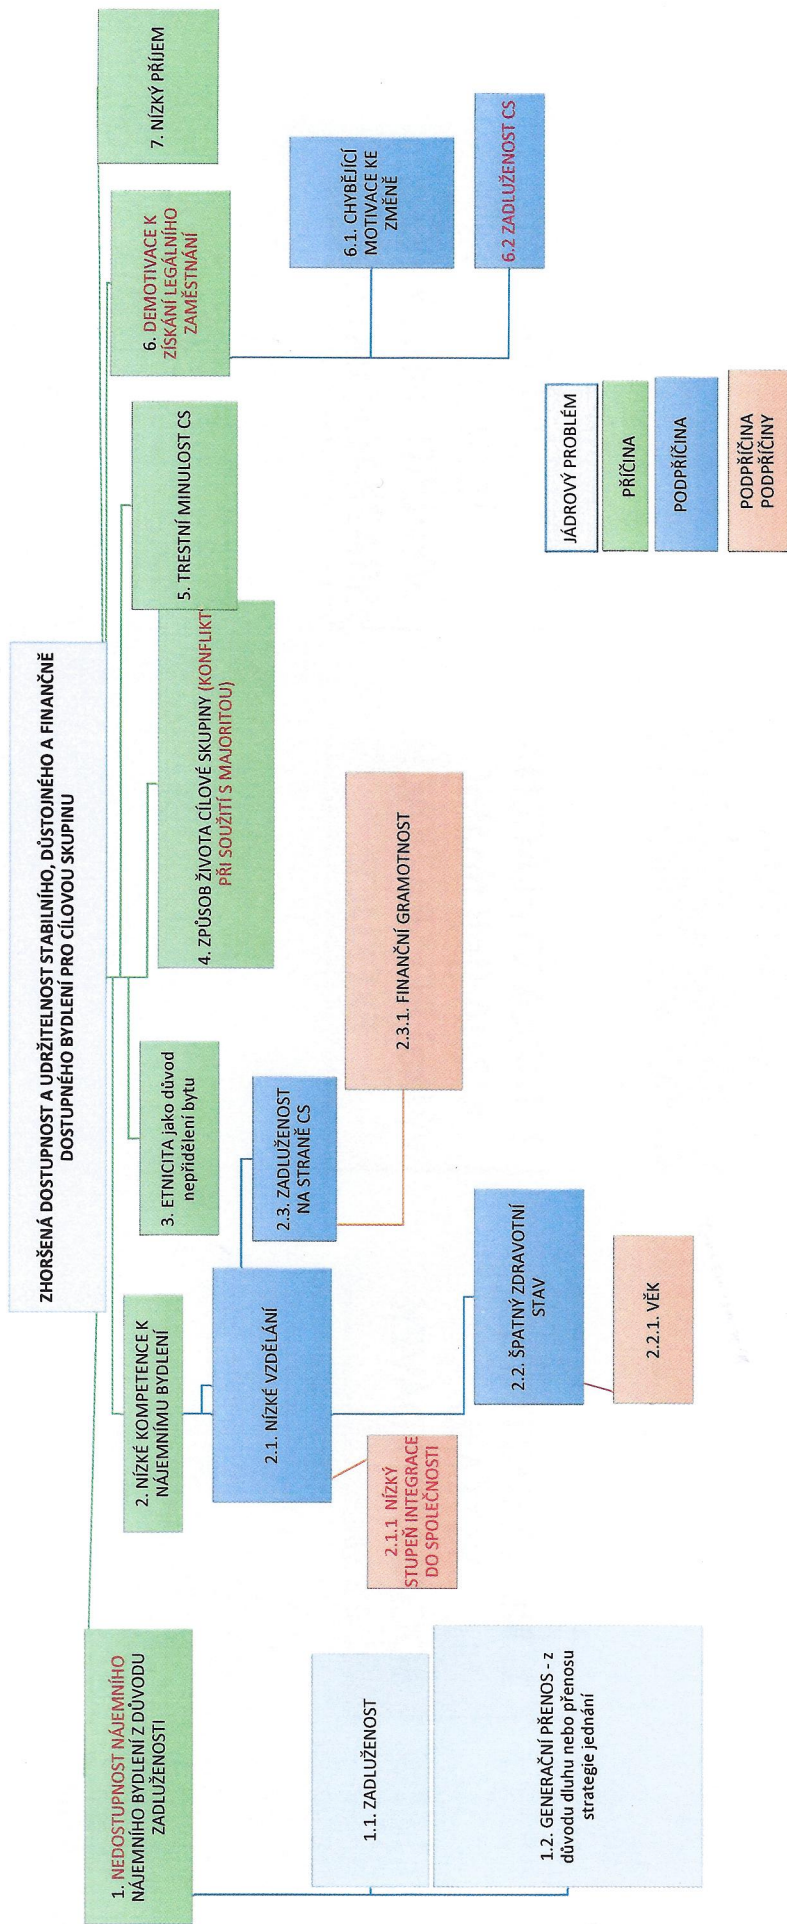 ZHORŠENÁ DOSTUPNOST A UDRŽITELNOST STABILNÍHO, DŮSTOJNÉHO A FINANČNĚ
DOSTUPNÉHO BYDLENÍ PRO CÍLOVOU SKUPINU
1. NEDOSTUPNOST NÁJEMNÍHO
NÁJEMNÍHO BYDLENÍ Z DŮVODU
ZADLUŽENOSTI
1.1. ZADLUŽENOST
1.2. GENERAČNÍ PŘENOS - z
důvodu dluhu nebo přenosu
strategie jednání
2. NÍZKÉ KOMPETENCE K
NÁJEMNÍMU BYDLENÍ
2.1. NÍZKÉ VZDĚLÁNÍ
2.1.1 NÍZKÝ
STUPEŇ INTEGRACE
DO SPOLEČNOSTI
2.2. ŠPATNÝ ZDRAVOTNÍ
STAV
2.2.1. VĚK
2.3. ZADLUŽENOST
NA STRANĚ CS
2.3.1. FINANČNÍ GRAMOTNOST
3. ETNICITA jako důvod
nepřidělení bytu
4. ZPŮSOB ŽIVOTA CÍLOVÉ SKUPINY (KONFLIKT
PŘI SOUŽITÍ S MAJORITOU)
5. TRESTNÍ MINULOST CS
6. DEMOTIVACE K
ZÍSKÁNÍ LEGÁLNÍHO
ZAMĚSTNÁNÍ
6.1. CHYBĚJÍCÍ
MOTIVACE KE
ZMĚNĚ
6.2 ZADLUŽENOST CS
7. NÍZKÝ PŘÍJEM
JÁDROVÝ PROBLÉM
PŘÍČINA
PODPŘÍČINA
PODPŘÍČINA
PODPŘÍČINY